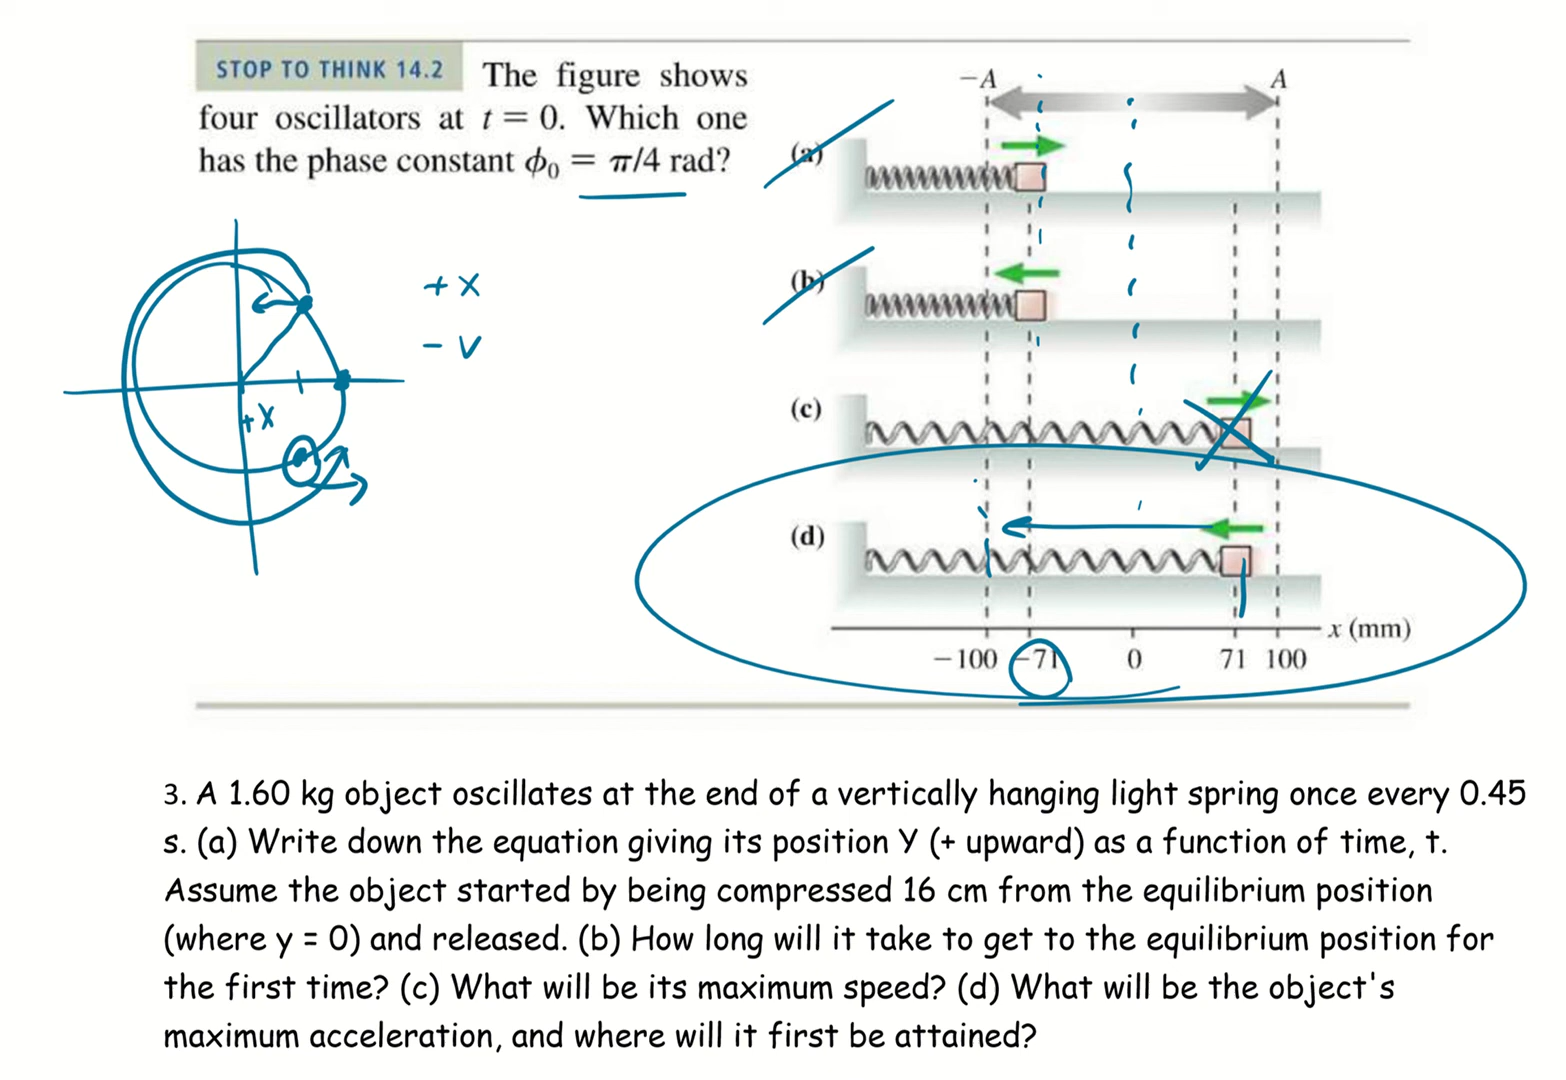 STOP TO THINK 14.2 The figure shows
four oscillators at t = 0. Which one
has the phase constant ϕ₀ = π/4 rad?
+ x
- v
+x
−A A
(a)
(b)
(c)
(d)
x (mm)
−100 −71 0 71 100
3. A 1.60 kg object oscillates at the end of a vertically hanging light spring once every 0.45
s. (a) Write down the equation giving its position Y (+ upward) as a function of time, t.
Assume the object started by being compressed 16 cm from the equilibrium position
(where y = 0) and released. (b) How long will it take to get to the equilibrium position for
the first time? (c) What will be its maximum speed? (d) What will be the object's
maximum acceleration, and where will it first be attained?